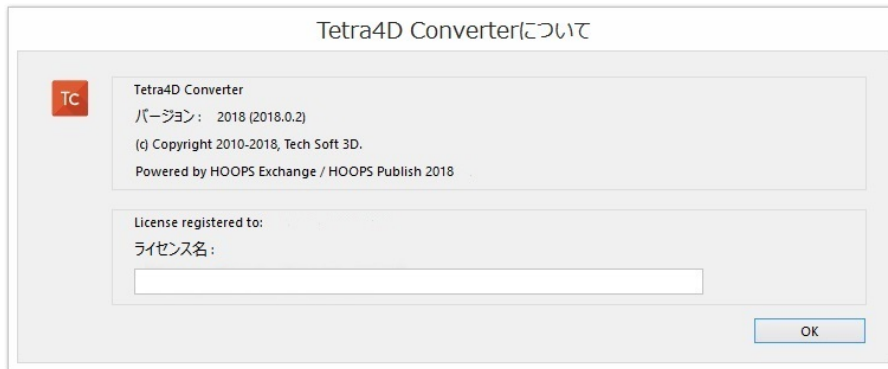 Tetra4D Converterについて
TC
Tetra4D Converter
バージョン： 2018 (2018.0.2)
(c) Copyright 2010-2018, Tech Soft 3D.
Powered by HOOPS Exchange / HOOPS Publish 2018
License registered to:
ライセンス名：
OK